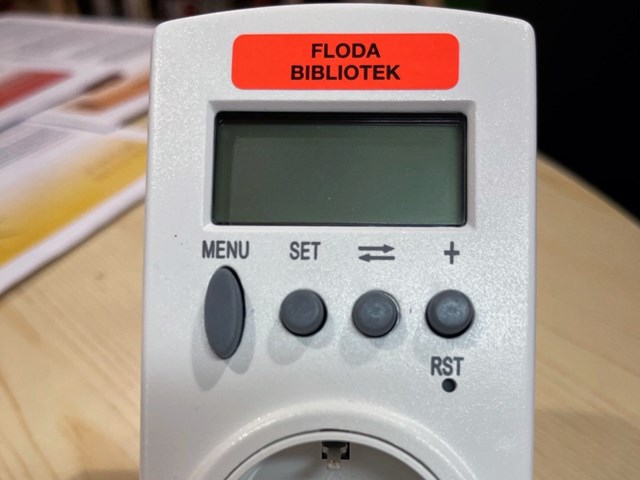 FLODA
BIBLIOTEK
MENU SET ⇄ +
RST